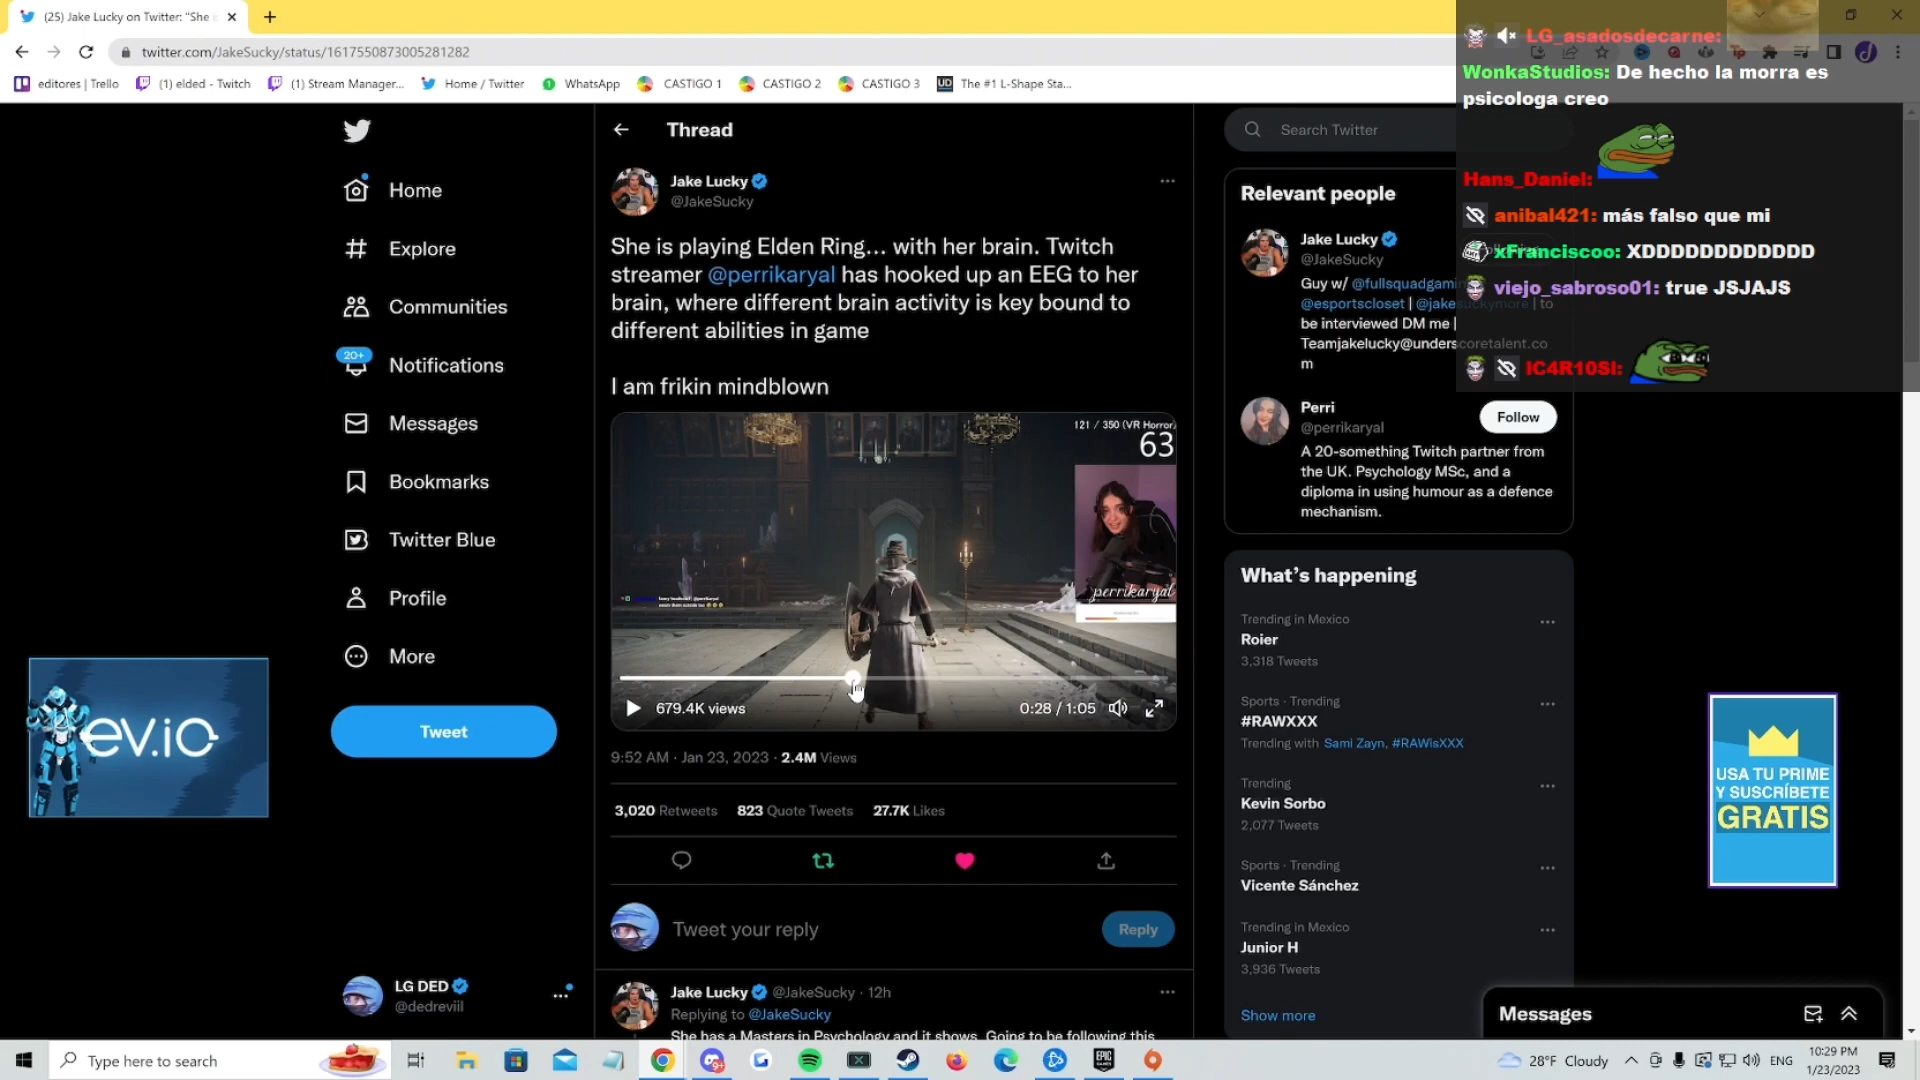 (25) Jake Lucky on Twitter: "She i
twitter.com/JakeSucky/status/1617550873005281282
editores | Trello
(1) elded - Twitch
(1) Stream Manager...
Home / Twitter
WhatsApp
CASTIGO 1
CASTIGO 2
CASTIGO 3
The #1 L-Shape Sta...
LG_asadosdecarne:
WonkaStudios: De hecho la morra es
psicologa creo
Hans_Daniel:
anibal421: más falso que mi
xFranciscoo: XDDDDDDDDDDDD
viejo_sabroso01: true JSJAJS
IC4R10SI:
Home
Explore
Communities
20+
Notifications
Messages
Bookmarks
Twitter Blue
Profile
More
Tweet
LG DED
@dedreviil
ev.io
Thread
Jake Lucky
@JakeSucky
She is playing Elden Ring... with her brain. Twitch
streamer @perrikaryal has hooked up an EEG to her
brain, where different brain activity is key bound to
different abilities in game
I am frikin mindblown
121 / 350 (VR Horror)
63
perrikaryal
679.4K views
0:28 / 1:05
9:52 AM · Jan 23, 2023 · 2.4M Views
3,020 Retweets 823 Quote Tweets 27.7K Likes
Tweet your reply
Reply
Jake Lucky @JakeSucky · 12h
Replying to @JakeSucky
She has a Masters in Psychology and it shows. Going to be following this
Search Twitter
Relevant people
Jake Lucky
@JakeSucky
Guy w/ @fullsquadgami
@esportscloset | @jakesuckymore | to
be interviewed DM me |
Teamjakelucky@underscoretalent.co
m
Perri
@perrikaryal
Follow
A 20-something Twitch partner from
the UK. Psychology MSc, and a
diploma in using humour as a defence
mechanism.
What's happening
Trending in Mexico
Roier
3,318 Tweets
Sports · Trending
#RAWXXX
Trending with Sami Zayn, #RAWisXXX
Trending
Kevin Sorbo
2,077 Tweets
Sports · Trending
Vicente Sánchez
Trending in Mexico
Junior H
3,936 Tweets
Show more
USA TU PRIME
Y SUSCRÍBETE
GRATIS
Messages
Type here to search
28°F Cloudy
ENG
10:29 PM
1/23/2023